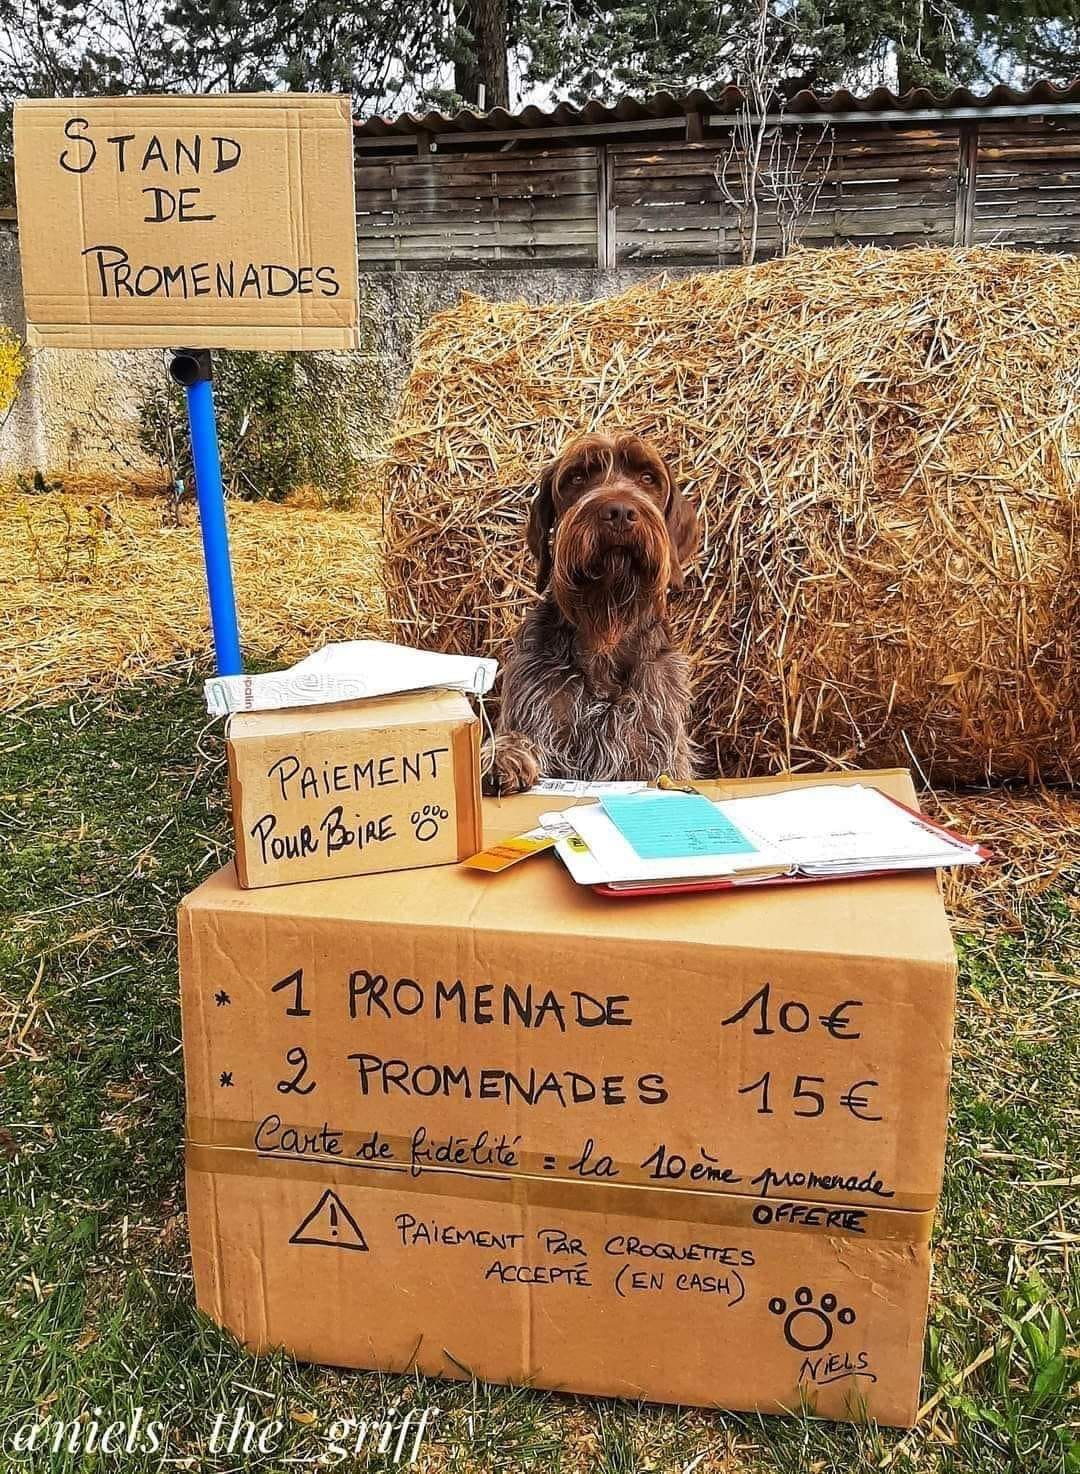 STAND
DE
PROMENADES
PAiEMENT
POUR BOiRE
* 1 PROMENADE 10€
* 2 PROMENADES 15€
Carte de fidélité = la 10ème promenade
OFFERTE
PAIEMENT PAR CROQUETTES
ACCEPTÉ (EN CASH)
NiELS
@niels_the_griff